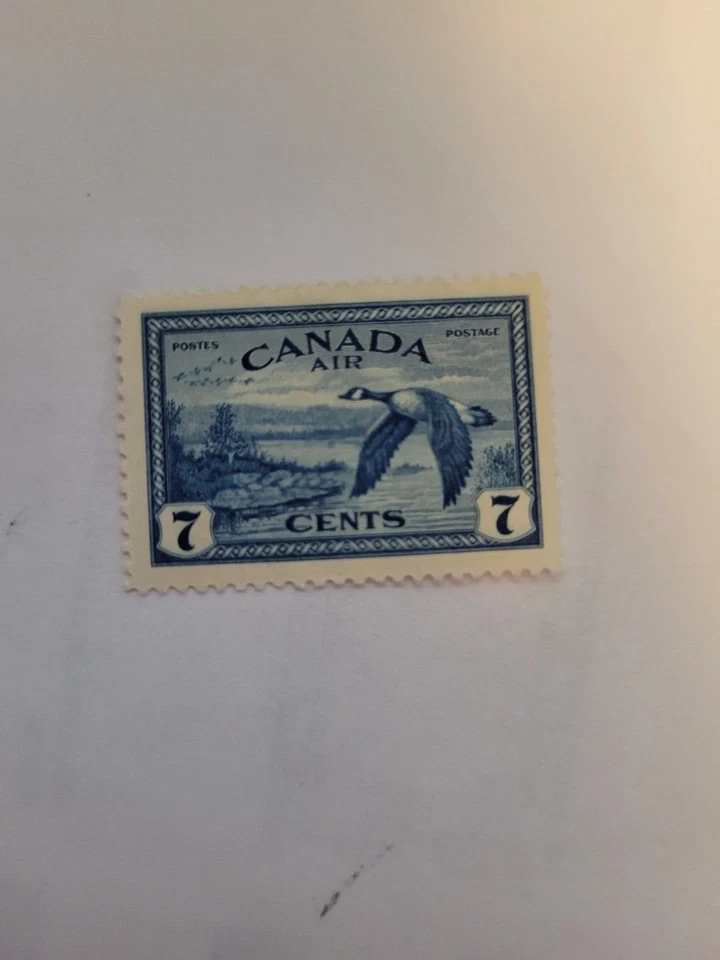 POSTES
POSTAGE
CANADA
AIR
CENTS
7
7